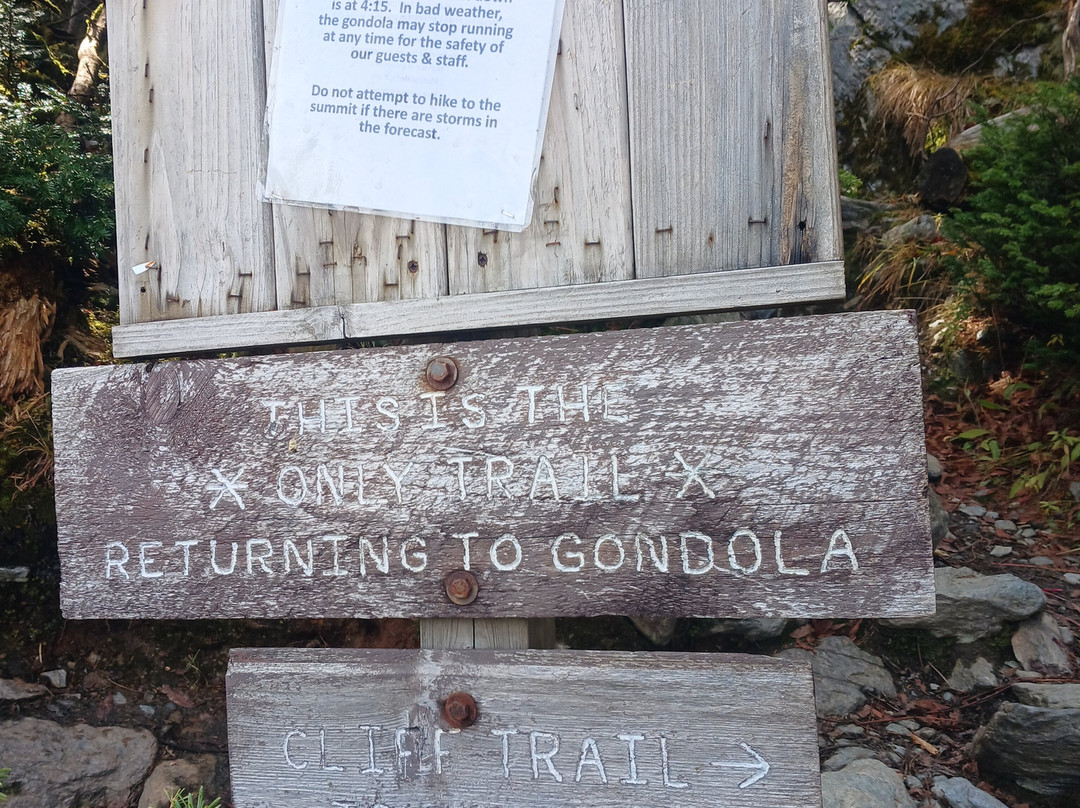 is at 4:15. In bad weather,
the gondola may stop running
at any time for the safety of
our guests & staff.
Do not attempt to hike to the
summit if there are storms in
the forecast.
THIS IS THE
X ONLY TRAIL X
RETURNING TO GONDOLA
CLIFF TRAIL →